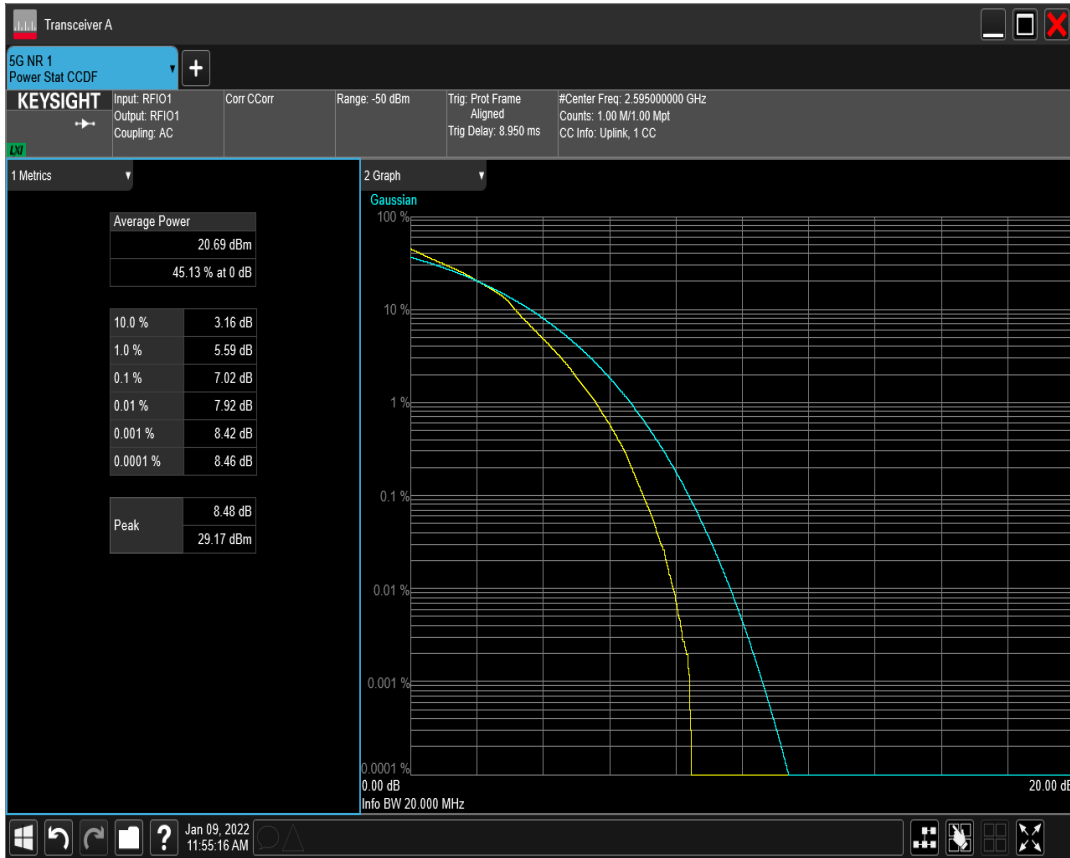 Transceiver A
5G NR 1
Power Stat CCDF
KEYSIGHT
LXI
Input: RFIO1
Output: RFIO1
Coupling: AC
Corr CCorr
Range: -50 dBm
Trig: Prot Frame
Aligned
Trig Delay: 8.950 ms
#Center Freq: 2.595000000 GHz
Counts: 1.00 M/1.00 Mpt
CC Info: Uplink, 1 CC
1 Metrics
Average Power
20.69 dBm
45.13 % at 0 dB
10.0 % 3.16 dB
1.0 % 5.59 dB
0.1 % 7.02 dB
0.01 % 7.92 dB
0.001 % 8.42 dB
0.0001 % 8.46 dB
Peak 8.48 dB
29.17 dBm
2 Graph
Gaussian
100 %
10 %
1 %
0.1 %
0.01 %
0.001 %
0.0001 %
0.00 dB 20.00 dB
Info BW 20.000 MHz
? Jan 09, 2022
11:55:16 AM